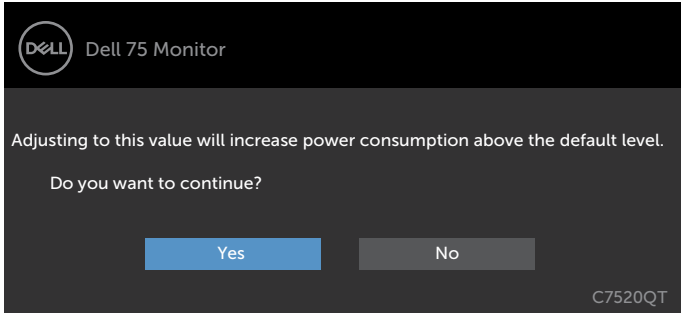 DELL
Dell 75 Monitor
Adjusting to this value will increase power consumption above the default level.
Do you want to continue?
Yes
No
C7520QT